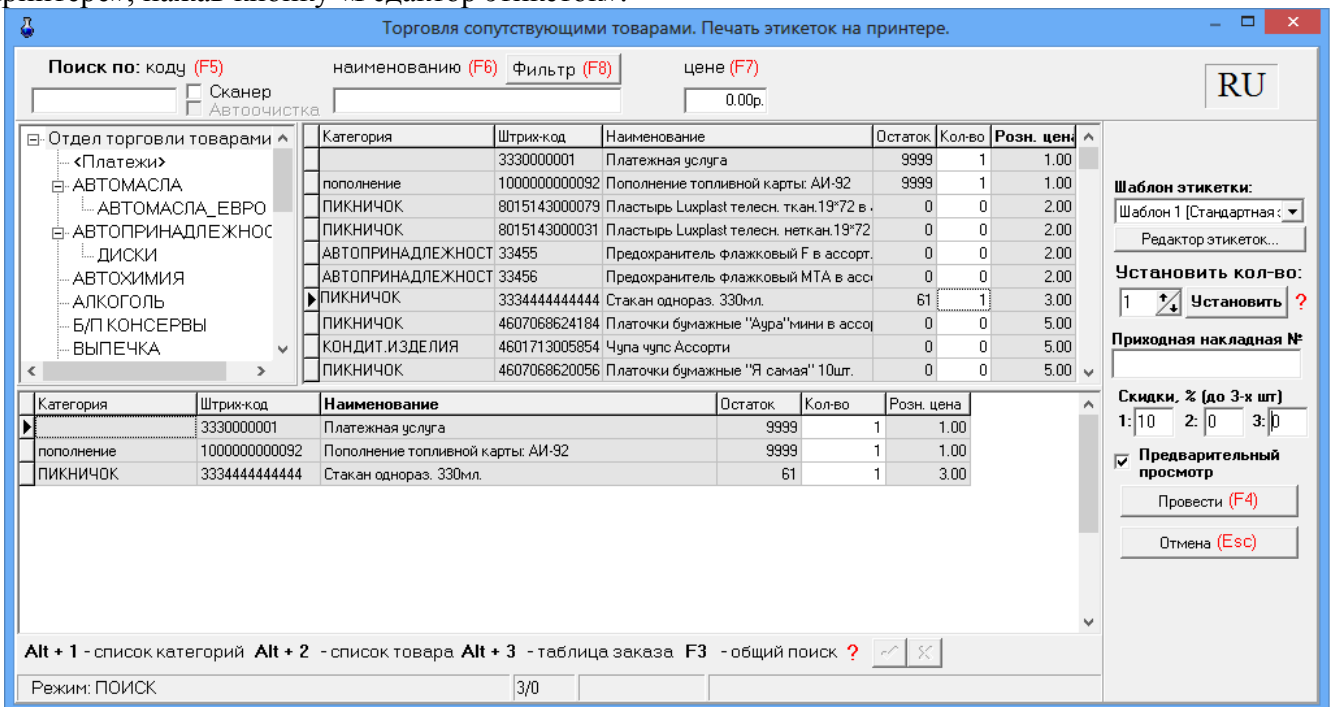 ринтере», нажав кнопку «Редактор этикеток».
Торговля сопутствующими товарами. Печать этикеток на принтере.
Поиск по: коду (F5) наименованию (F6) Фильтр (F8) цене (F7)
Сканер
Автоочистка
0.00р.
RU
Отдел торговли товарами
<Платежи>
АВТОМАСЛА
АВТОМАСЛА_ЕВРО
АВТОПРИНАДЛЕЖНОС
ДИСКИ
АВТОХИМИЯ
АЛКОГОЛЬ
Б/П КОНСЕРВЫ
ВЫПЕЧКА
Категория Штрих-код Наименование Остаток Кол-во Розн. цена
3330000001 Платежная услуга 9999 1 1.00
пополнение 1000000000092 Пополнение топливной карты: АИ-92 9999 1 1.00
ПИКНИЧОК 8015143000079 Пластырь Luxplast телесн. ткан.19*72 в 0 0 2.00
ПИКНИЧОК 8015143000031 Пластырь Luxplast телесн. неткан.19*72 0 0 2.00
АВТОПРИНАДЛЕЖНОСТ 33455 Предохранитель флажковый F в ассорт. 0 0 2.00
АВТОПРИНАДЛЕЖНОСТ 33456 Предохранитель флажковый МТА в ассо 0 0 2.00
ПИКНИЧОК 3334444444444 Стакан однораз. 330мл. 61 1 3.00
ПИКНИЧОК 4607068624184 Платочки бумажные "Аура"мини в ассор 0 0 5.00
КОНДИТ.ИЗДЕЛИЯ 4601713005854 Чупа чупс Ассорти 0 0 5.00
ПИКНИЧОК 4607068620056 Платочки бумажные "Я самая" 10шт. 0 0 5.00
Шаблон этикетки:
Шаблон 1 (Стандартная
Редактор этикеток...
Установить кол-во:
1 Установить ?
Приходная накладная №
Скидки, % (до 3-х шт)
1: 10 2: 0 3: 0
Предварительный
просмотр
Провести (F4)
Отмена (Esc)
Категория Штрих-код Наименование Остаток Кол-во Розн. цена
3330000001 Платежная услуга 9999 1 1.00
пополнение 1000000000092 Пополнение топливной карты: АИ-92 9999 1 1.00
ПИКНИЧОК 3334444444444 Стакан однораз. 330мл. 61 1 3.00
Alt + 1 - список категорий Alt + 2 - список товара Alt + 3 - таблица заказа F3 - общий поиск ?
Режим: ПОИСК 3/0